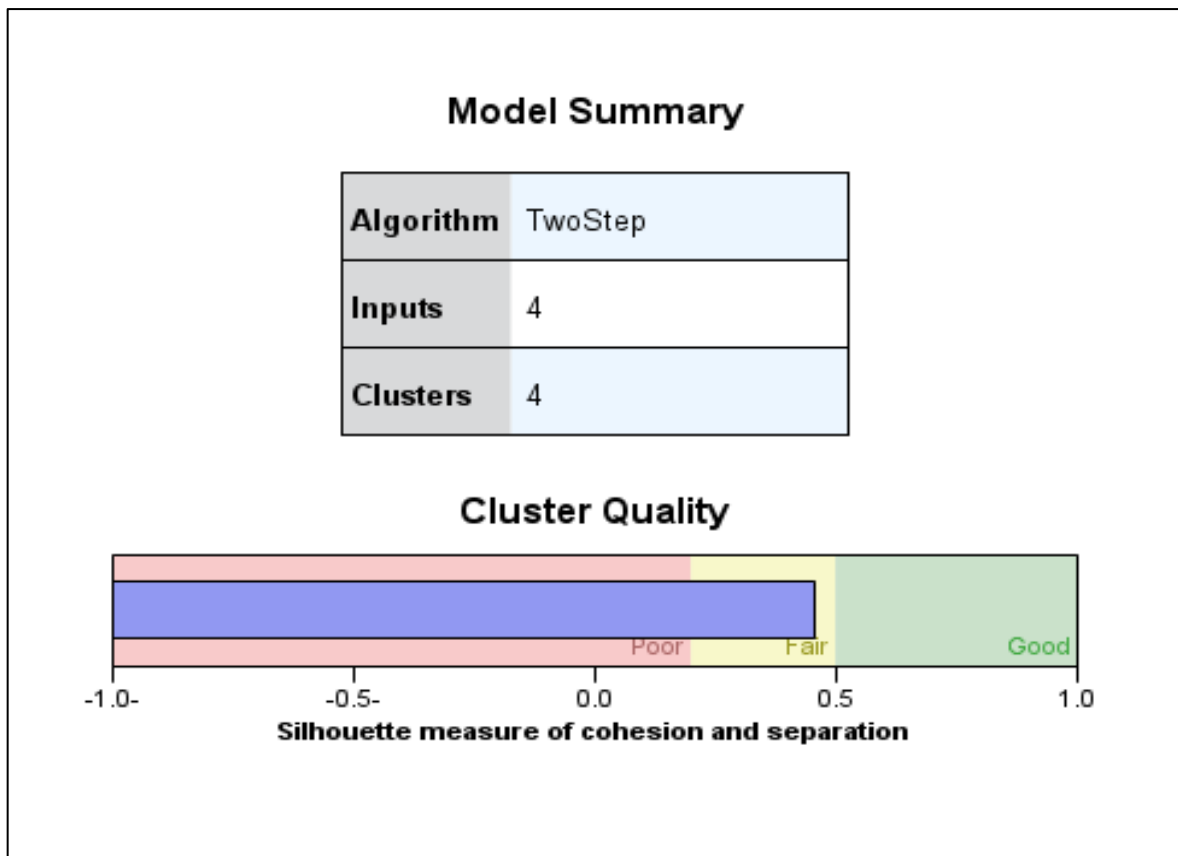 Model Summary
Algorithm TwoStep
Inputs 4
Clusters 4
Cluster Quality
Poor Fair Good
-1.0- -0.5- 0.0 0.5 1.0
Silhouette measure of cohesion and separation